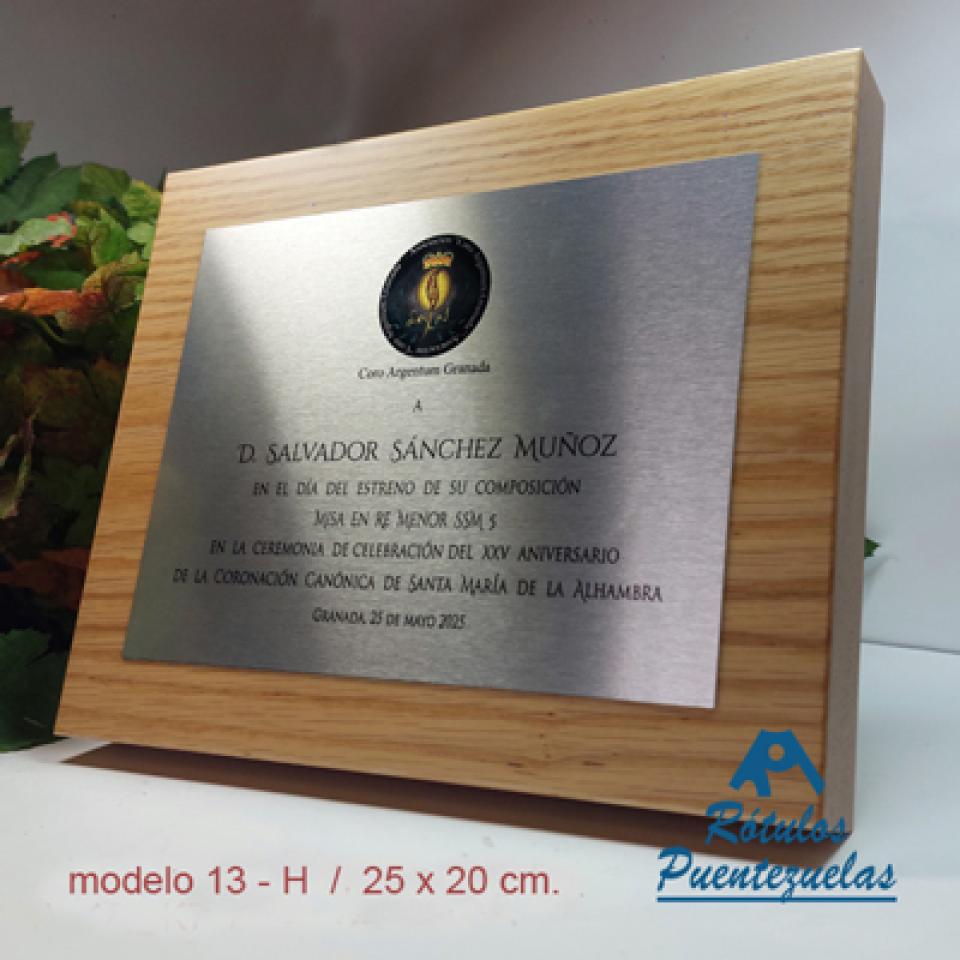 Coro Argentum Granada
A
D. SALVADOR SÁNCHEZ MUÑOZ
EN EL DÍA DEL ESTRENO DE SU COMPOSICIÓN
MISA EN RE MENOR SSM 5
EN LA CEREMONIA DE CELEBRACIÓN DEL XXV ANIVERSARIO
DE LA CORONACIÓN CANÓNICA DE SANTA MARÍA DE LA ALHAMBRA
GRANADA, 25 DE MAYO 2025
Rótulos
Puentezuelas
modelo 13 - H / 25 x 20 cm.